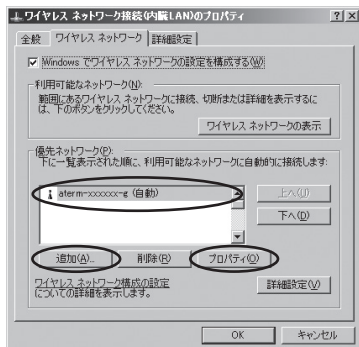 ワイヤレス ネットワーク接続(内蔵LAN)のプロパティ
全般 ワイヤレス ネットワーク 詳細設定
Windows でワイヤレス ネットワークの設定を構成する(W)
利用可能なネットワーク(N):
範囲にあるワイヤレス ネットワークに接続、切断または詳細を表示するに
は、下のボタンをクリックしてください。
ワイヤレス ネットワークの表示
優先ネットワーク(P):
下に一覧表示された順に、利用可能なネットワークに自動的に接続します:
aterm-xxxxxx-g (自動)
上へ(U)
下へ(D)
追加(A)... 削除(R) プロパティ(O)
ワイヤレス ネットワーク構成の設定
についての詳細を表示します。
詳細設定(V)
OK キャンセル